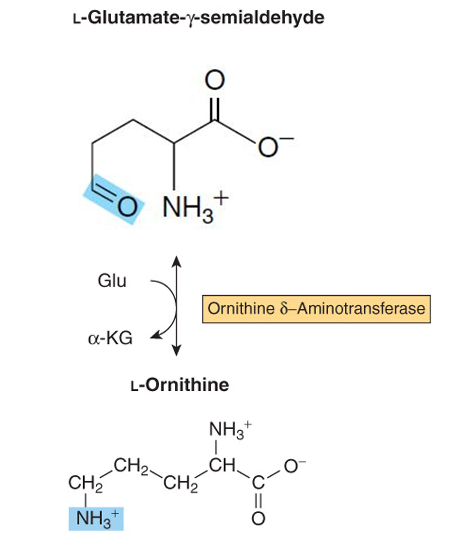 L-Glutamate-γ-semialdehyde
O
O⁻
O NH₃⁺
Glu
Ornithine δ–Aminotransferase
α-KG
L-Ornithine
NH₃⁺
CH₂ CH O⁻
CH₂ CH₂ C
NH₃⁺ O